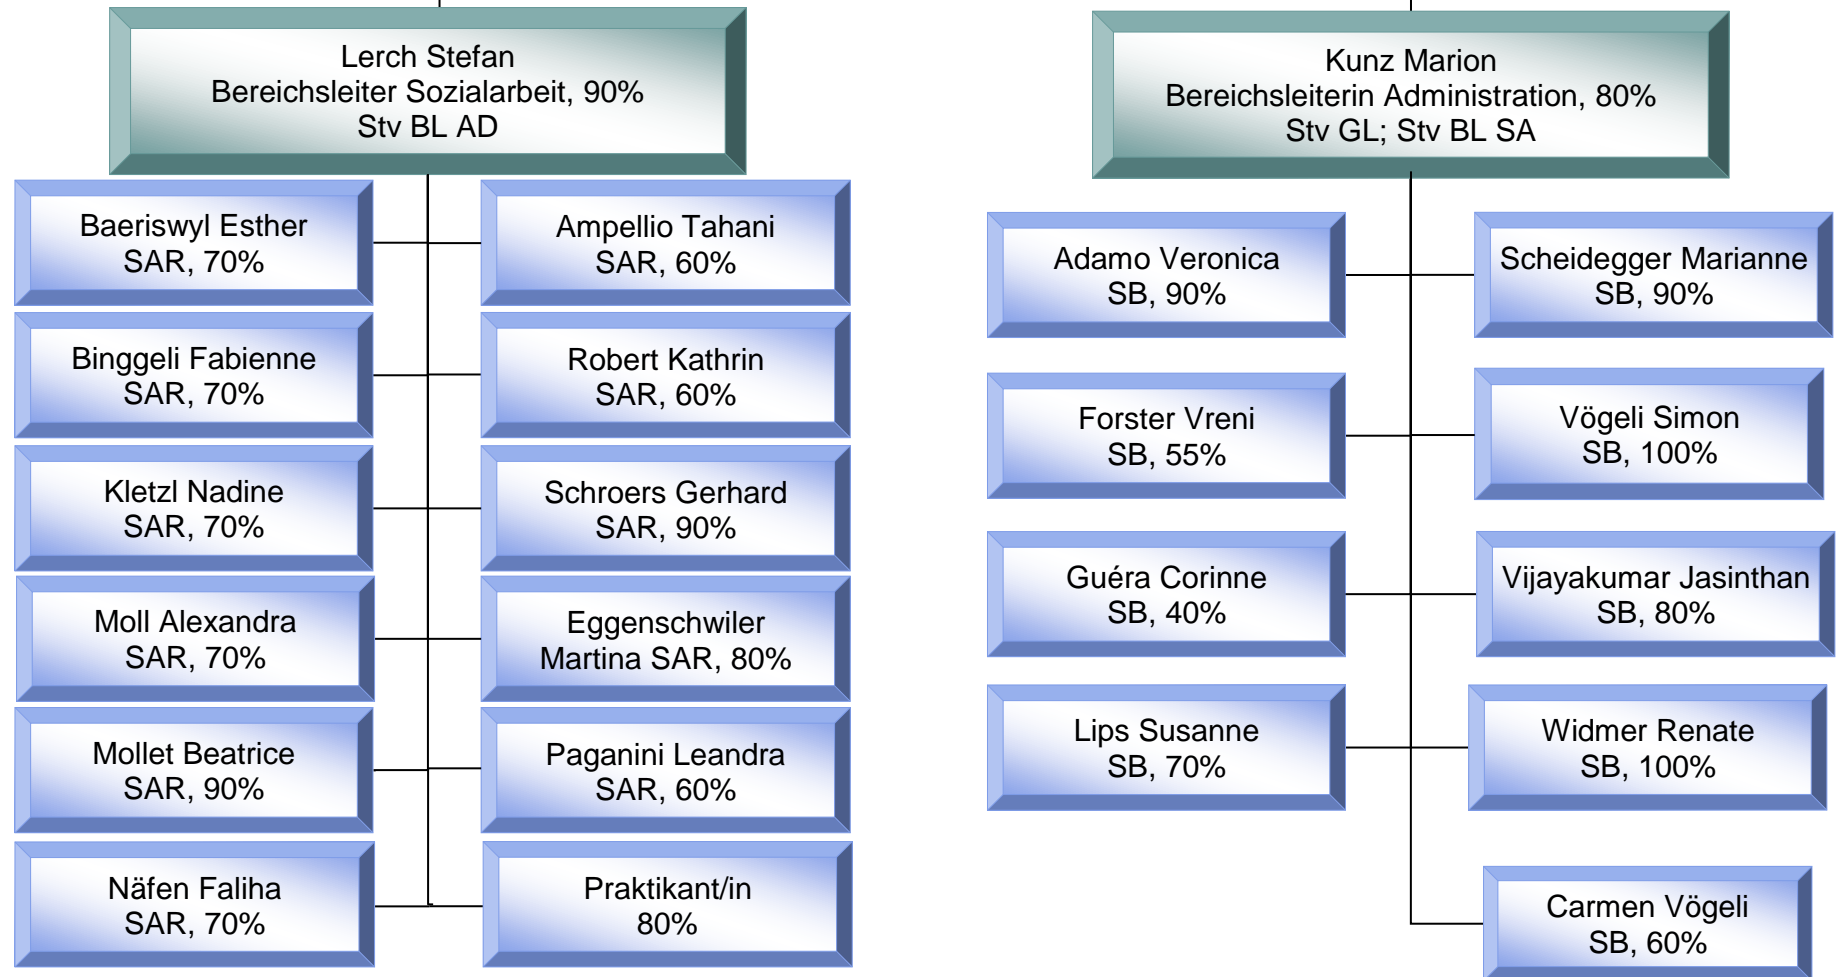 Lerch Stefan
Bereichsleiter Sozialarbeit, 90%
Stv BL AD
Baeriswyl Esther
SAR, 70%
Ampellio Tahani
SAR, 60%
Binggeli Fabienne
SAR, 70%
Robert Kathrin
SAR, 60%
Kletzl Nadine
SAR, 70%
Schroers Gerhard
SAR, 90%
Moll Alexandra
SAR, 70%
Eggenschwiler
Martina SAR, 80%
Mollet Beatrice
SAR, 90%
Paganini Leandra
SAR, 60%
Näfen Faliha
SAR, 70%
Praktikant/in
80%
Kunz Marion
Bereichsleiterin Administration, 80%
Stv GL; Stv BL SA
Adamo Veronica
SB, 90%
Scheidegger Marianne
SB, 90%
Forster Vreni
SB, 55%
Vögeli Simon
SB, 100%
Guéra Corinne
SB, 40%
Vijayakumar Jasinthan
SB, 80%
Lips Susanne
SB, 70%
Widmer Renate
SB, 100%
Carmen Vögeli
SB, 60%